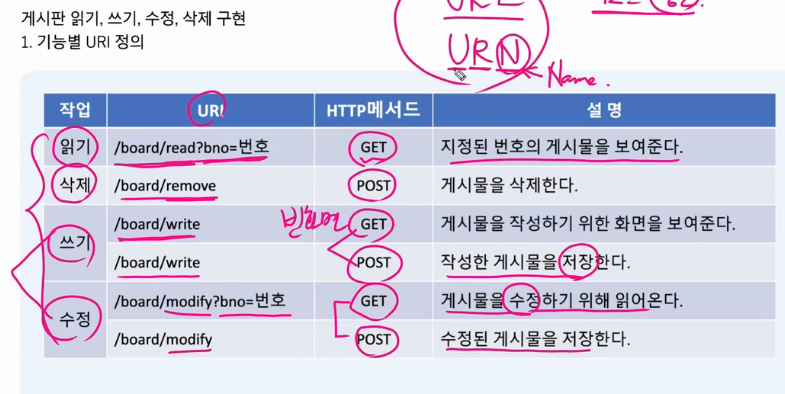 게시판 읽기, 쓰기, 수정, 삭제 구현
1. 기능별 URI 정의
URN
Name.
작업 URI HTTP메서드 설 명
읽기 /board/read?bno=번호 GET 지정된 번호의 게시물을 보여준다.
삭제 /board/remove POST 게시물을 삭제한다.
쓰기 /board/write 빈화면 GET 게시물을 작성하기 위한 화면을 보여준다.
/board/write POST 작성한 게시물을 저장한다.
수정 /board/modify?bno=번호 GET 게시물을 수정하기 위해 읽어온다.
/board/modify POST 수정된 게시물을 저장한다.